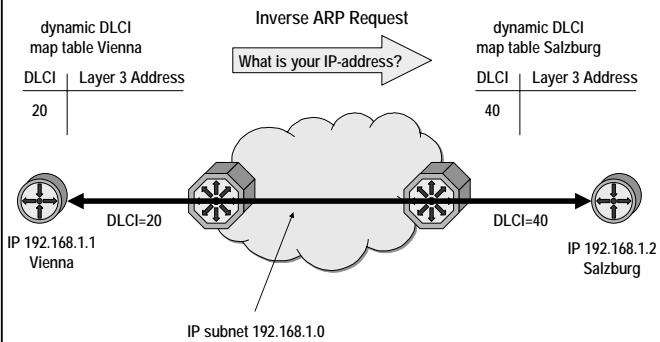 Inverse ARP Request
dynamic DLCI
map table Vienna
DLCI Layer 3 Address
20
What is your IP-address?
dynamic DLCI
map table Salzburg
DLCI Layer 3 Address
40
DLCI=20
DLCI=40
IP 192.168.1.1
Vienna
IP 192.168.1.2
Salzburg
IP subnet 192.168.1.0